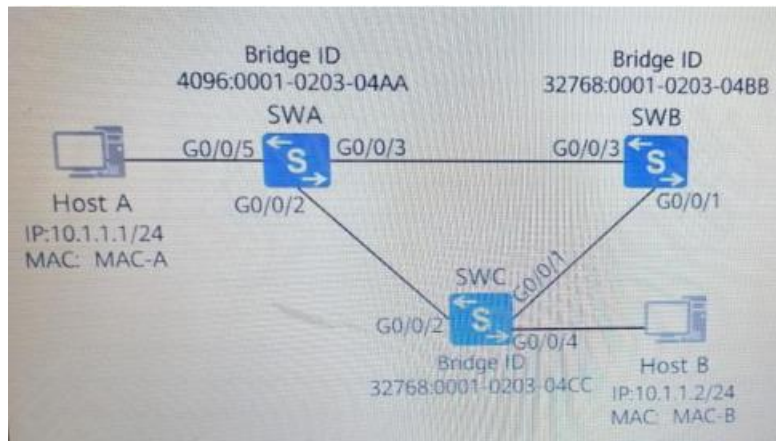 Bridge ID
4096:0001-0203-04AA
SWA
Bridge ID
32768:0001-0203-04BB
SWB
G0/0/5
S
G0/0/3
G0/0/3
S
Host A
IP:10.1.1.1/24
MAC: MAC-A
G0/0/2
G0/0/1
SWC
G0/0/1
G0/0/2
S
G0/0/4
Bridge ID
32768:0001-0203-04CC
Host B
IP:10.1.1.2/24
MAC: MAC-B